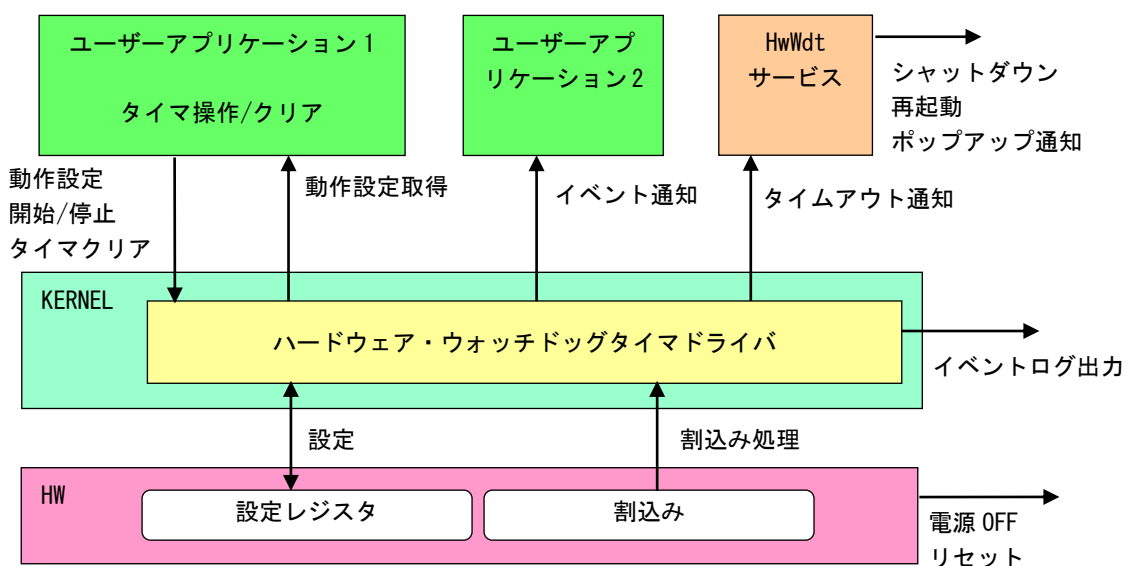 ユーザーアプリケーション1
タイマ操作/クリア
ユーザーアプ
リケーション2
HwWdt
サービス
シャットダウン
再起動
ポップアップ通知
動作設定
開始/停止
タイマクリア
動作設定取得
イベント通知
タイムアウト通知
KERNEL
ハードウェア・ウォッチドッグタイマドライバ
イベントログ出力
設定
割込み処理
HW
設定レジスタ
割込み
電源OFF
リセット